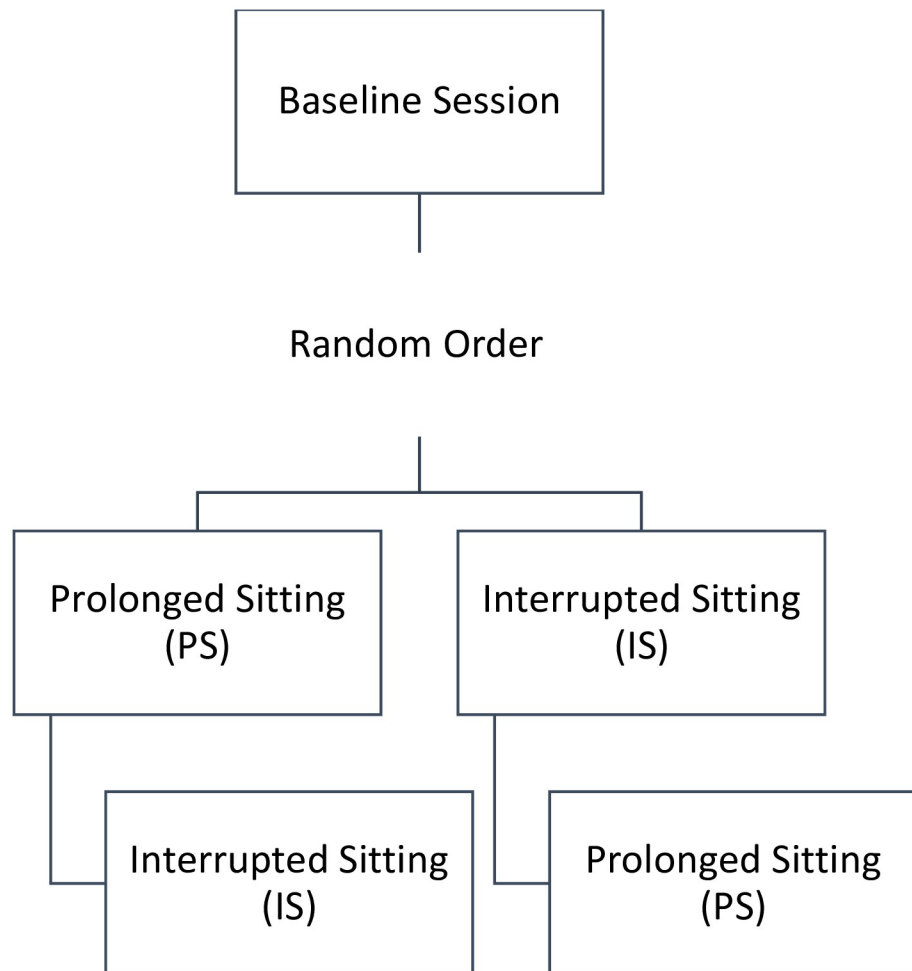 Baseline Session
Random Order
Prolonged Sitting
(PS)
Interrupted Sitting
(IS)
Interrupted Sitting
(IS)
Prolonged Sitting
(PS)